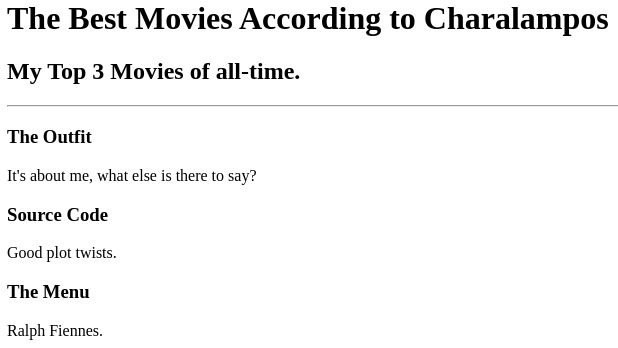 The Best Movies According to Charalampos
My Top 3 Movies of all-time.
The Outfit
It's about me, what else is there to say?
Source Code
Good plot twists.
The Menu
Ralph Fiennes.